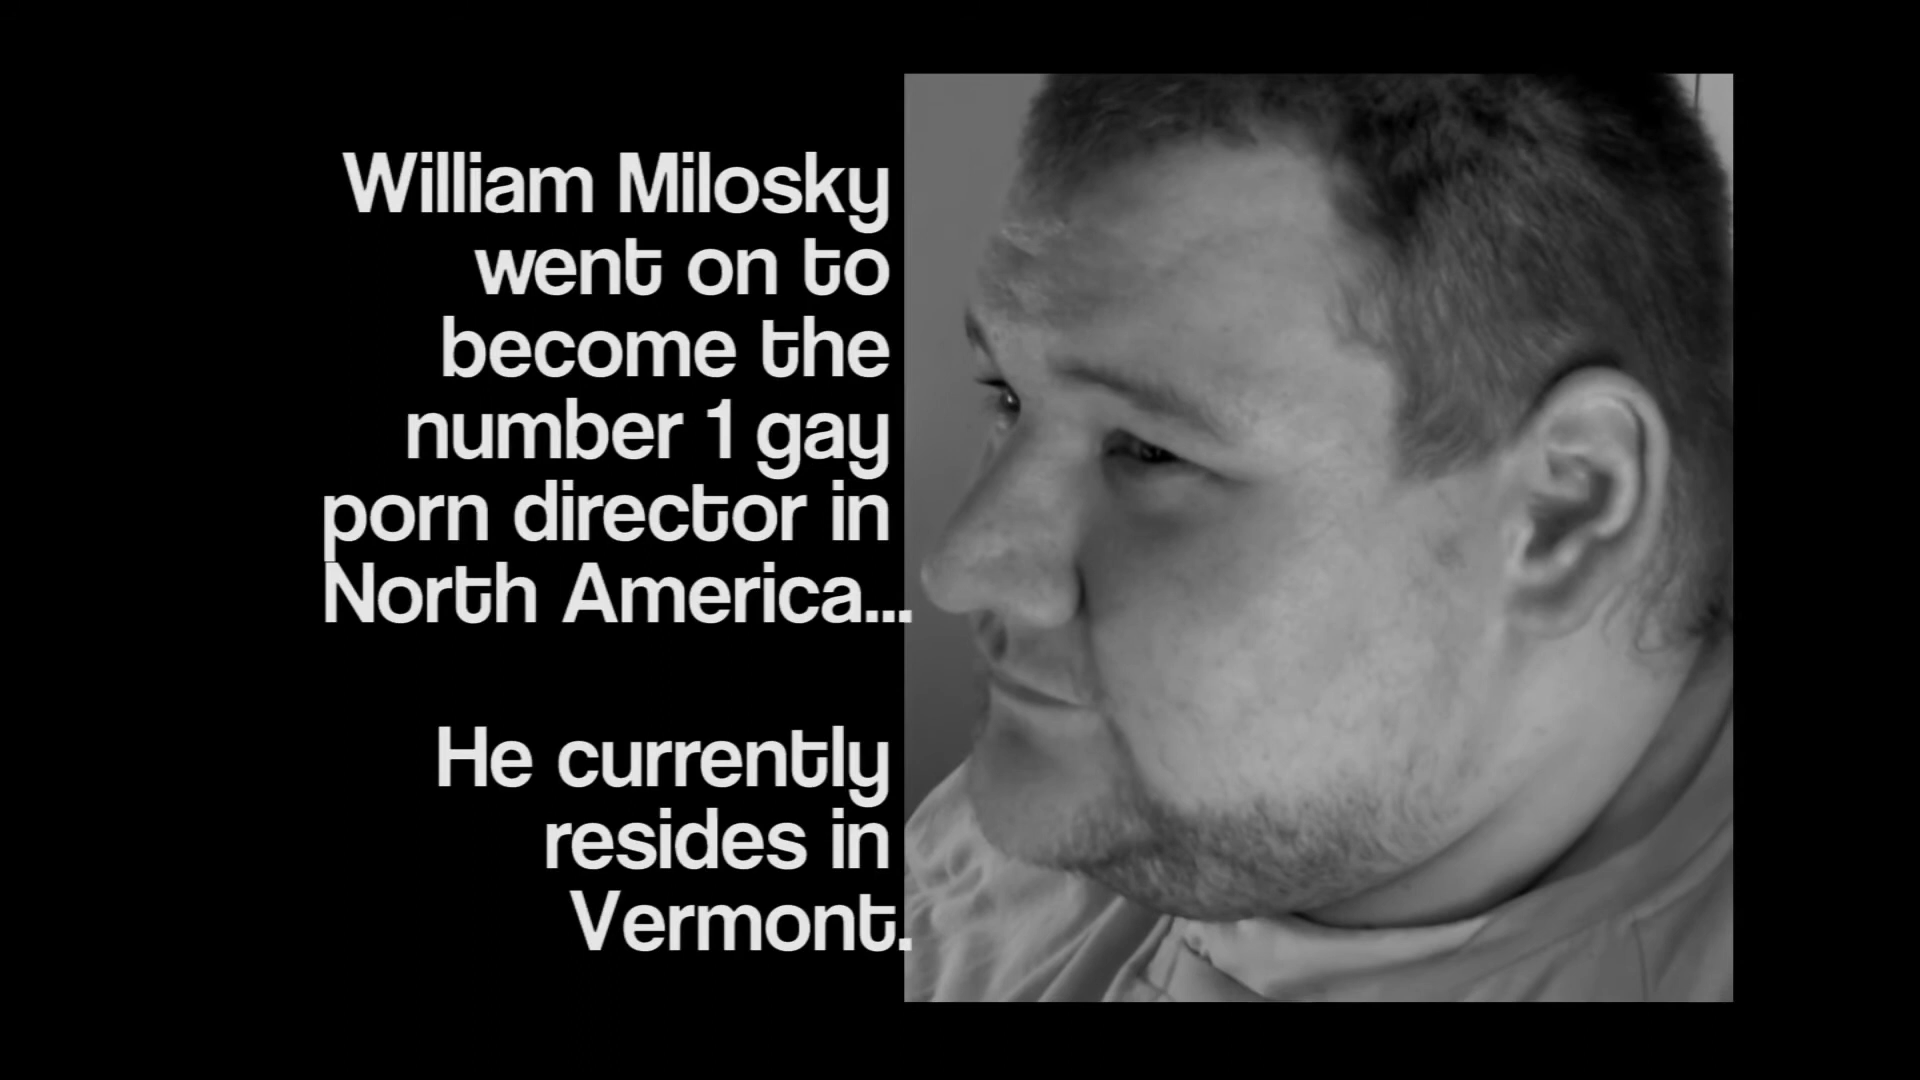 William Milosky
went on to
become the
number 1 gay
porn director in
North America...
He currently
resides in
Vermont.